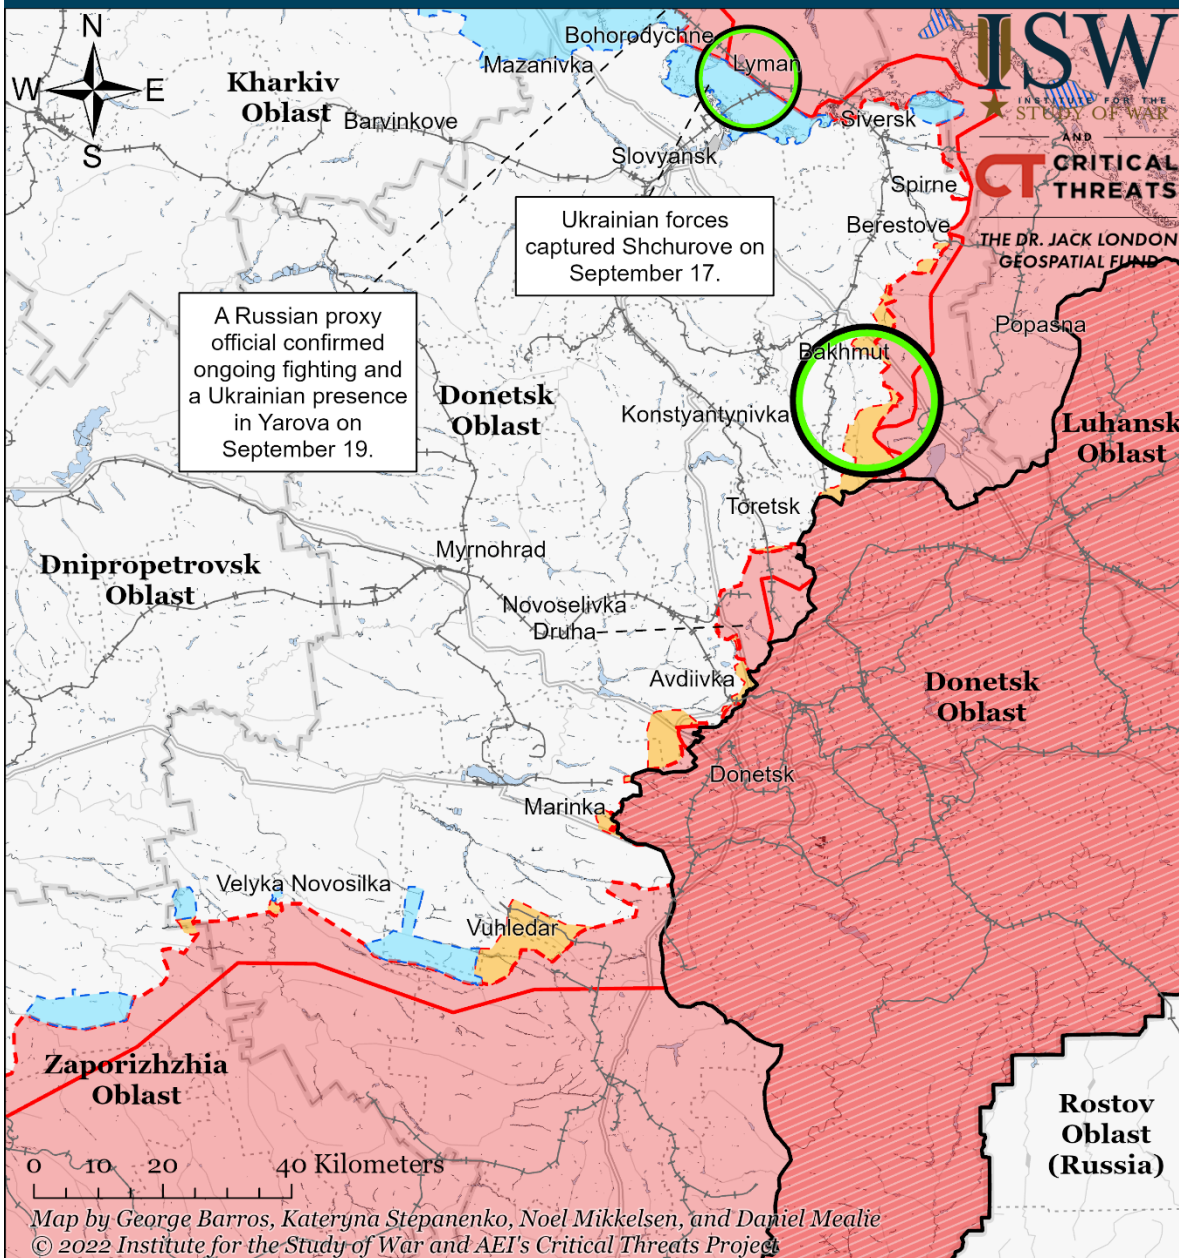 N
W
E
S
Kharkiv
Oblast
Bohorodychne
Mazanivka
Lyman
Barvinkove
Siversk
Slovyansk
Spirne
Berestove
ISW
INSTITUTE FOR THE
STUDY OF WAR
AND
CT CRITICAL
THREATS
THE DR. JACK LONDON
GEOSPATIAL FUND
Ukrainian forces
captured Shchurove on
September 17.
A Russian proxy
official confirmed
ongoing fighting and
a Ukrainian presence
in Yarova on
September 19.
Popasna
Bakhmut
Donetsk
Oblast
Konstyantynivka
Luhansk
Oblast
Toretsk
Myrnohrad
Dnipropetrovsk
Oblast
Novoselivka
Druha
Avdiivka
Donetsk
Oblast
Donetsk
Marinka
Velyka Novosilka
Vuhledar
Zaporizhzhia
Oblast
Rostov
Oblast
(Russia)
0 10 20 40 Kilometers
Map by George Barros, Kateryna Stepanenko, Noel Mikkelsen, and Daniel Mealie
© 2022 Institute for the Study of War and AEI's Critical Threats Project